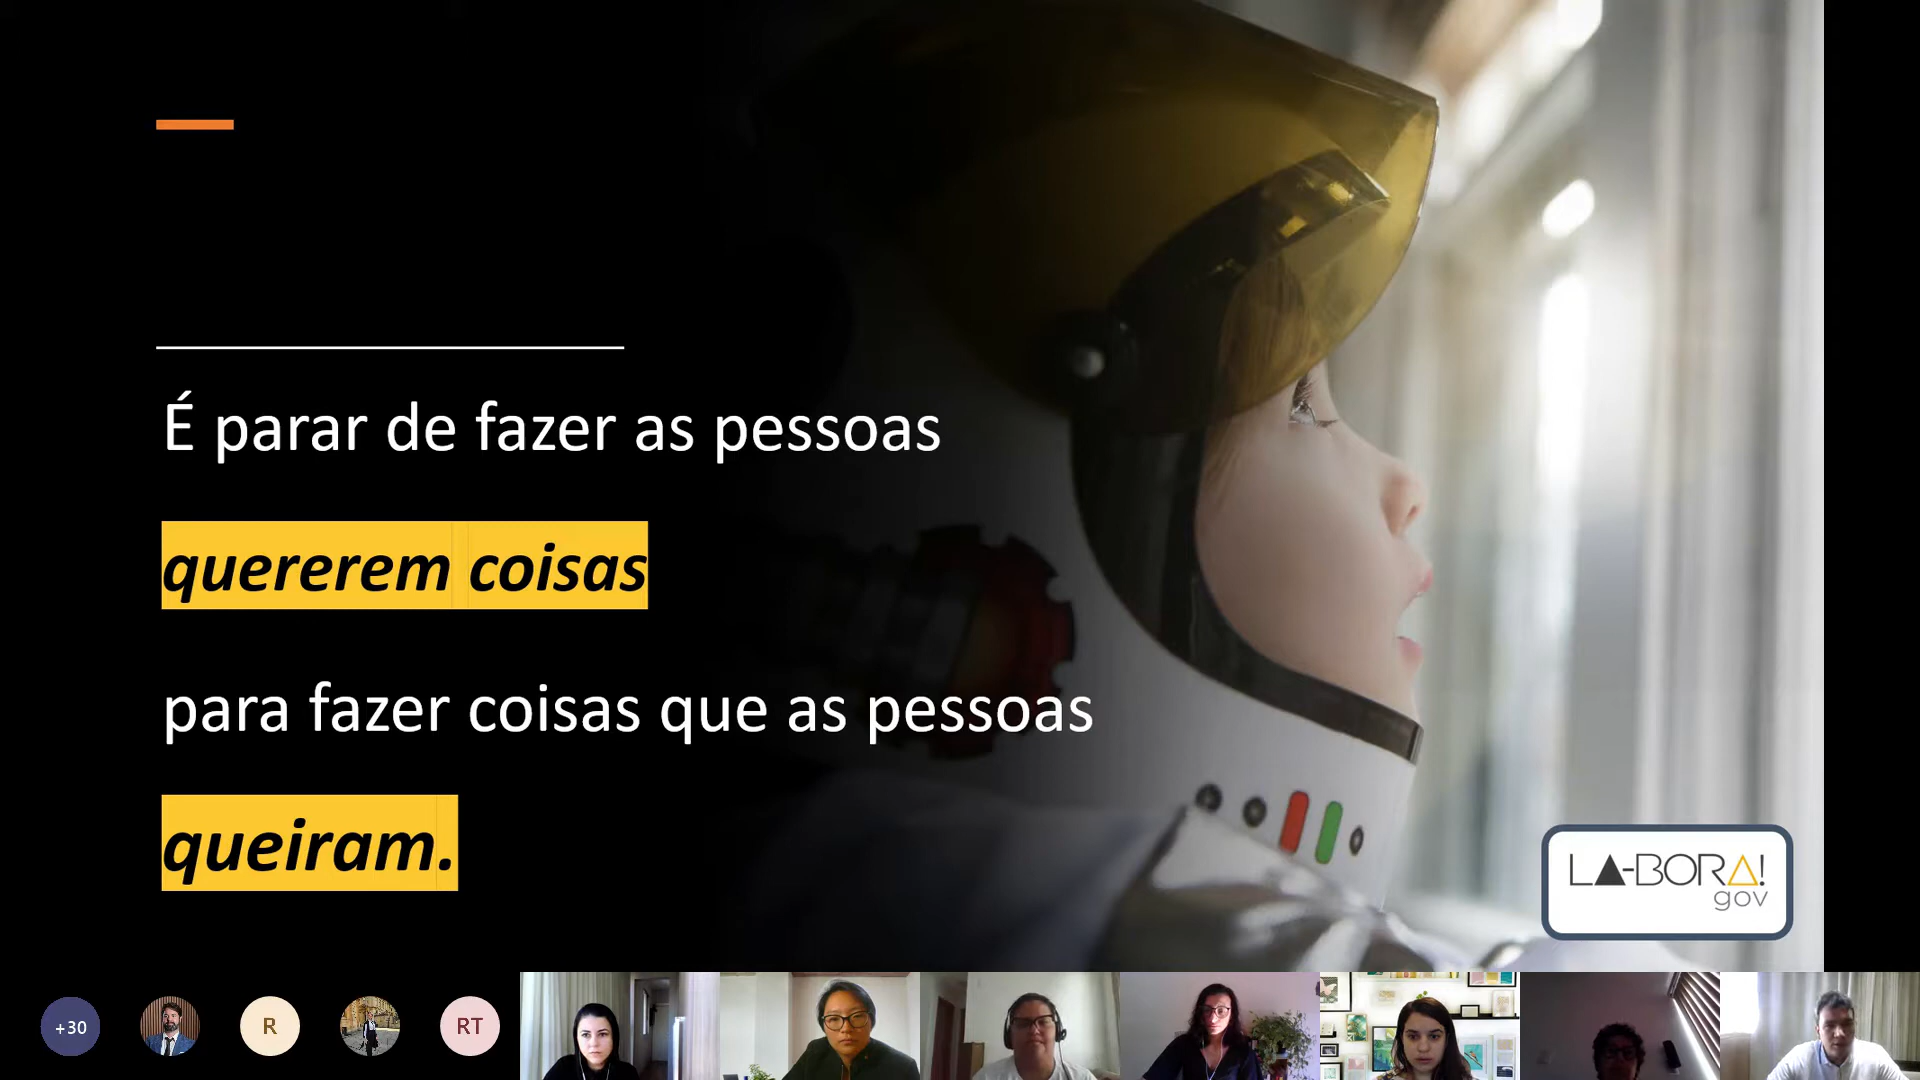 É parar de fazer as pessoas
quererem coisas
para fazer coisas que as pessoas
queiram.
LA-BORA!
gov
+30
R
RT